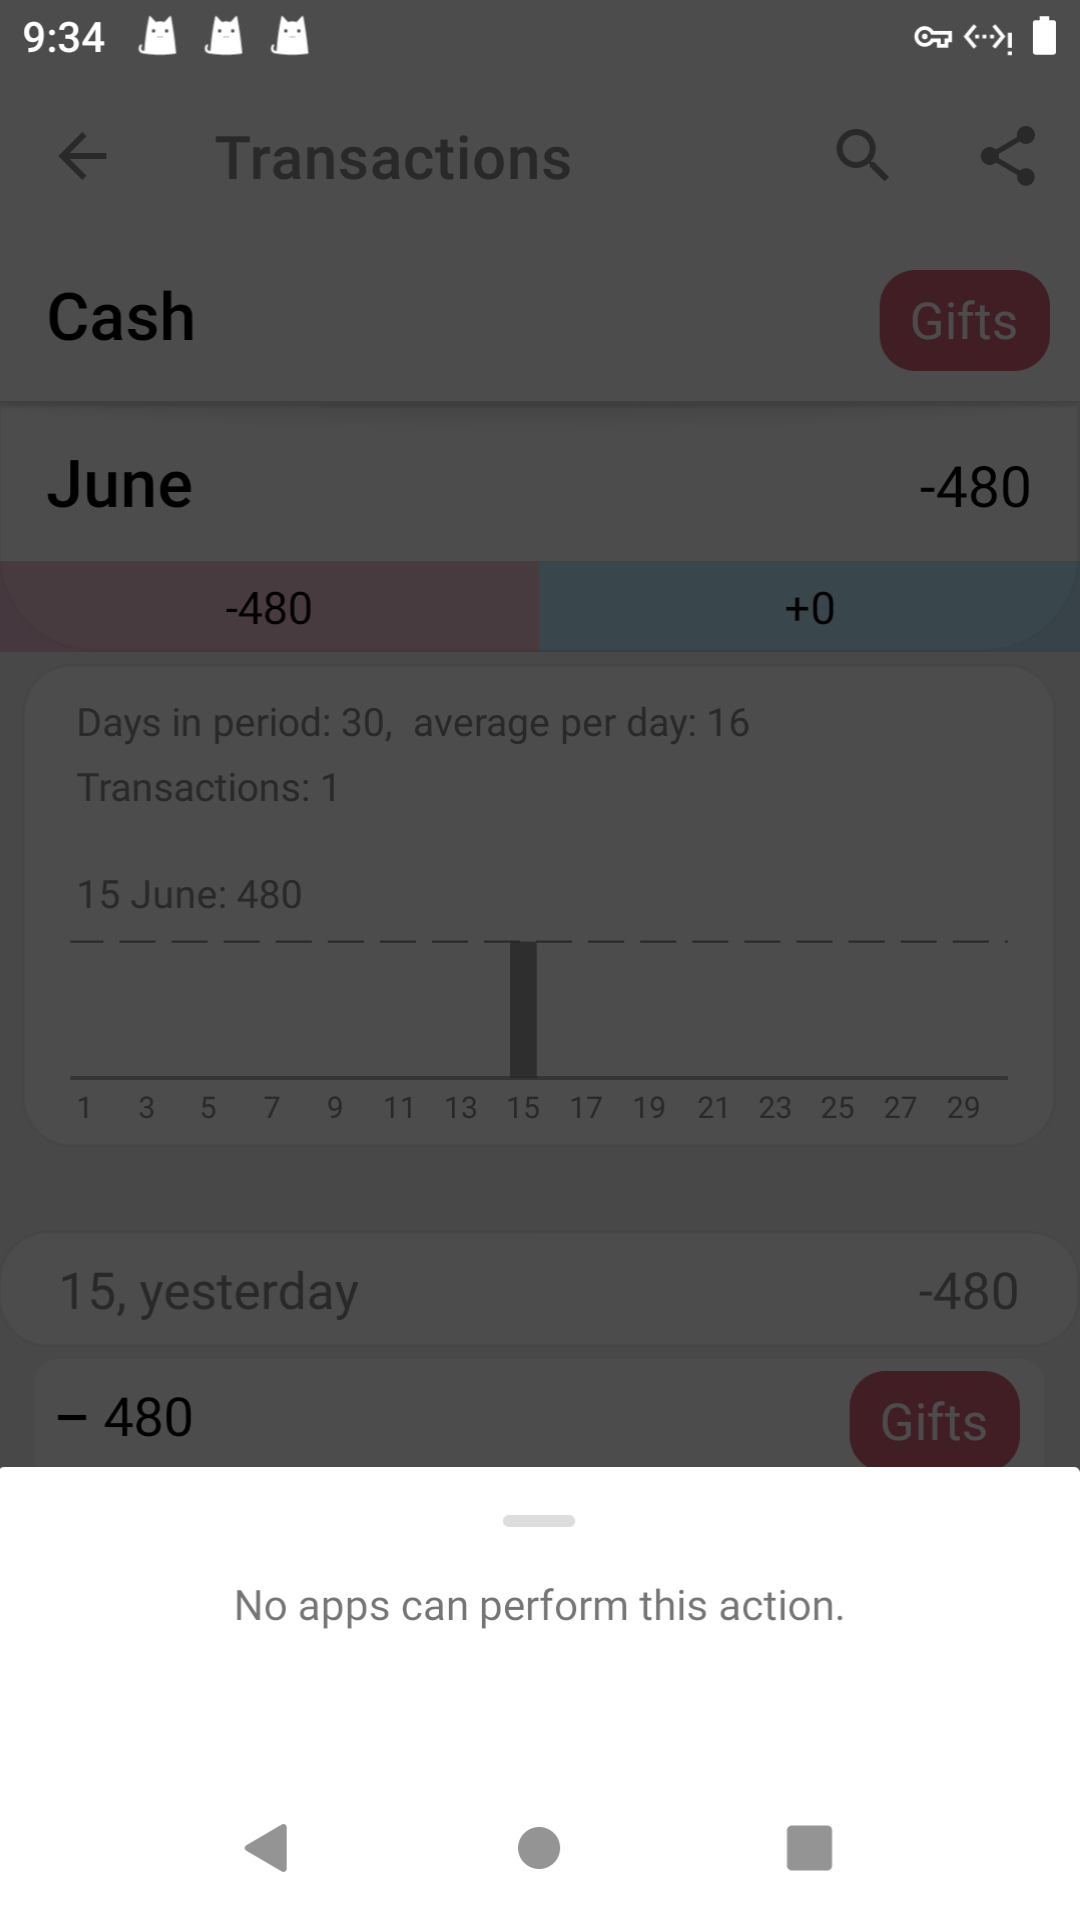 9:34
Transactions
Cash
Gifts
June
-480
-480
+0
Days in period: 30,  average per day: 16
Transactions: 1
15 June: 480
1 3 5 7 9 11 13 15 17 19 21 23 25 27 29
15, yesterday
-480
– 480
Gifts
No apps can perform this action.